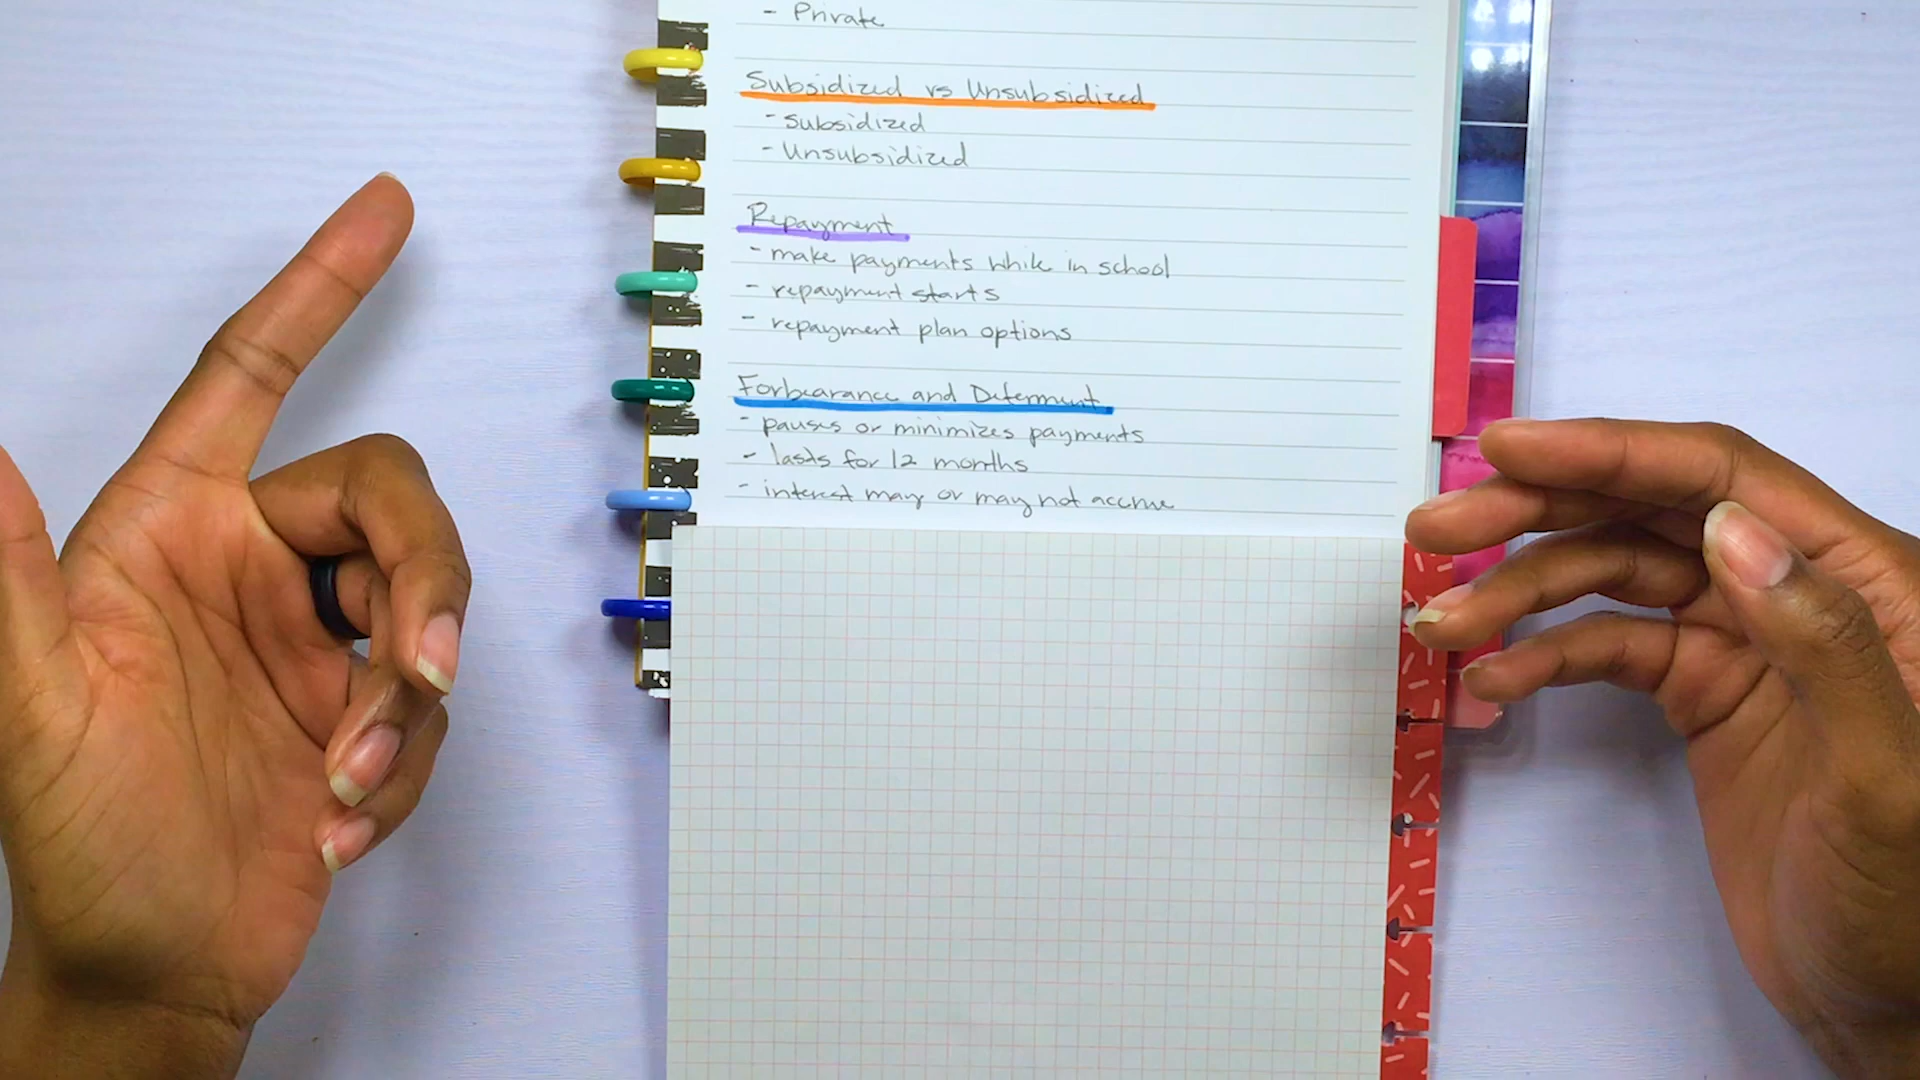 - Private
Subsidized vs Unsubsidized
- Subsidized
- Unsubsidized
Repayment
- make payments while in school
- repayment starts
- repayment plan options
Forbearance and Deferment
- pauses or minimizes payments
- lasts for 12 months
- interest may or may not accrue